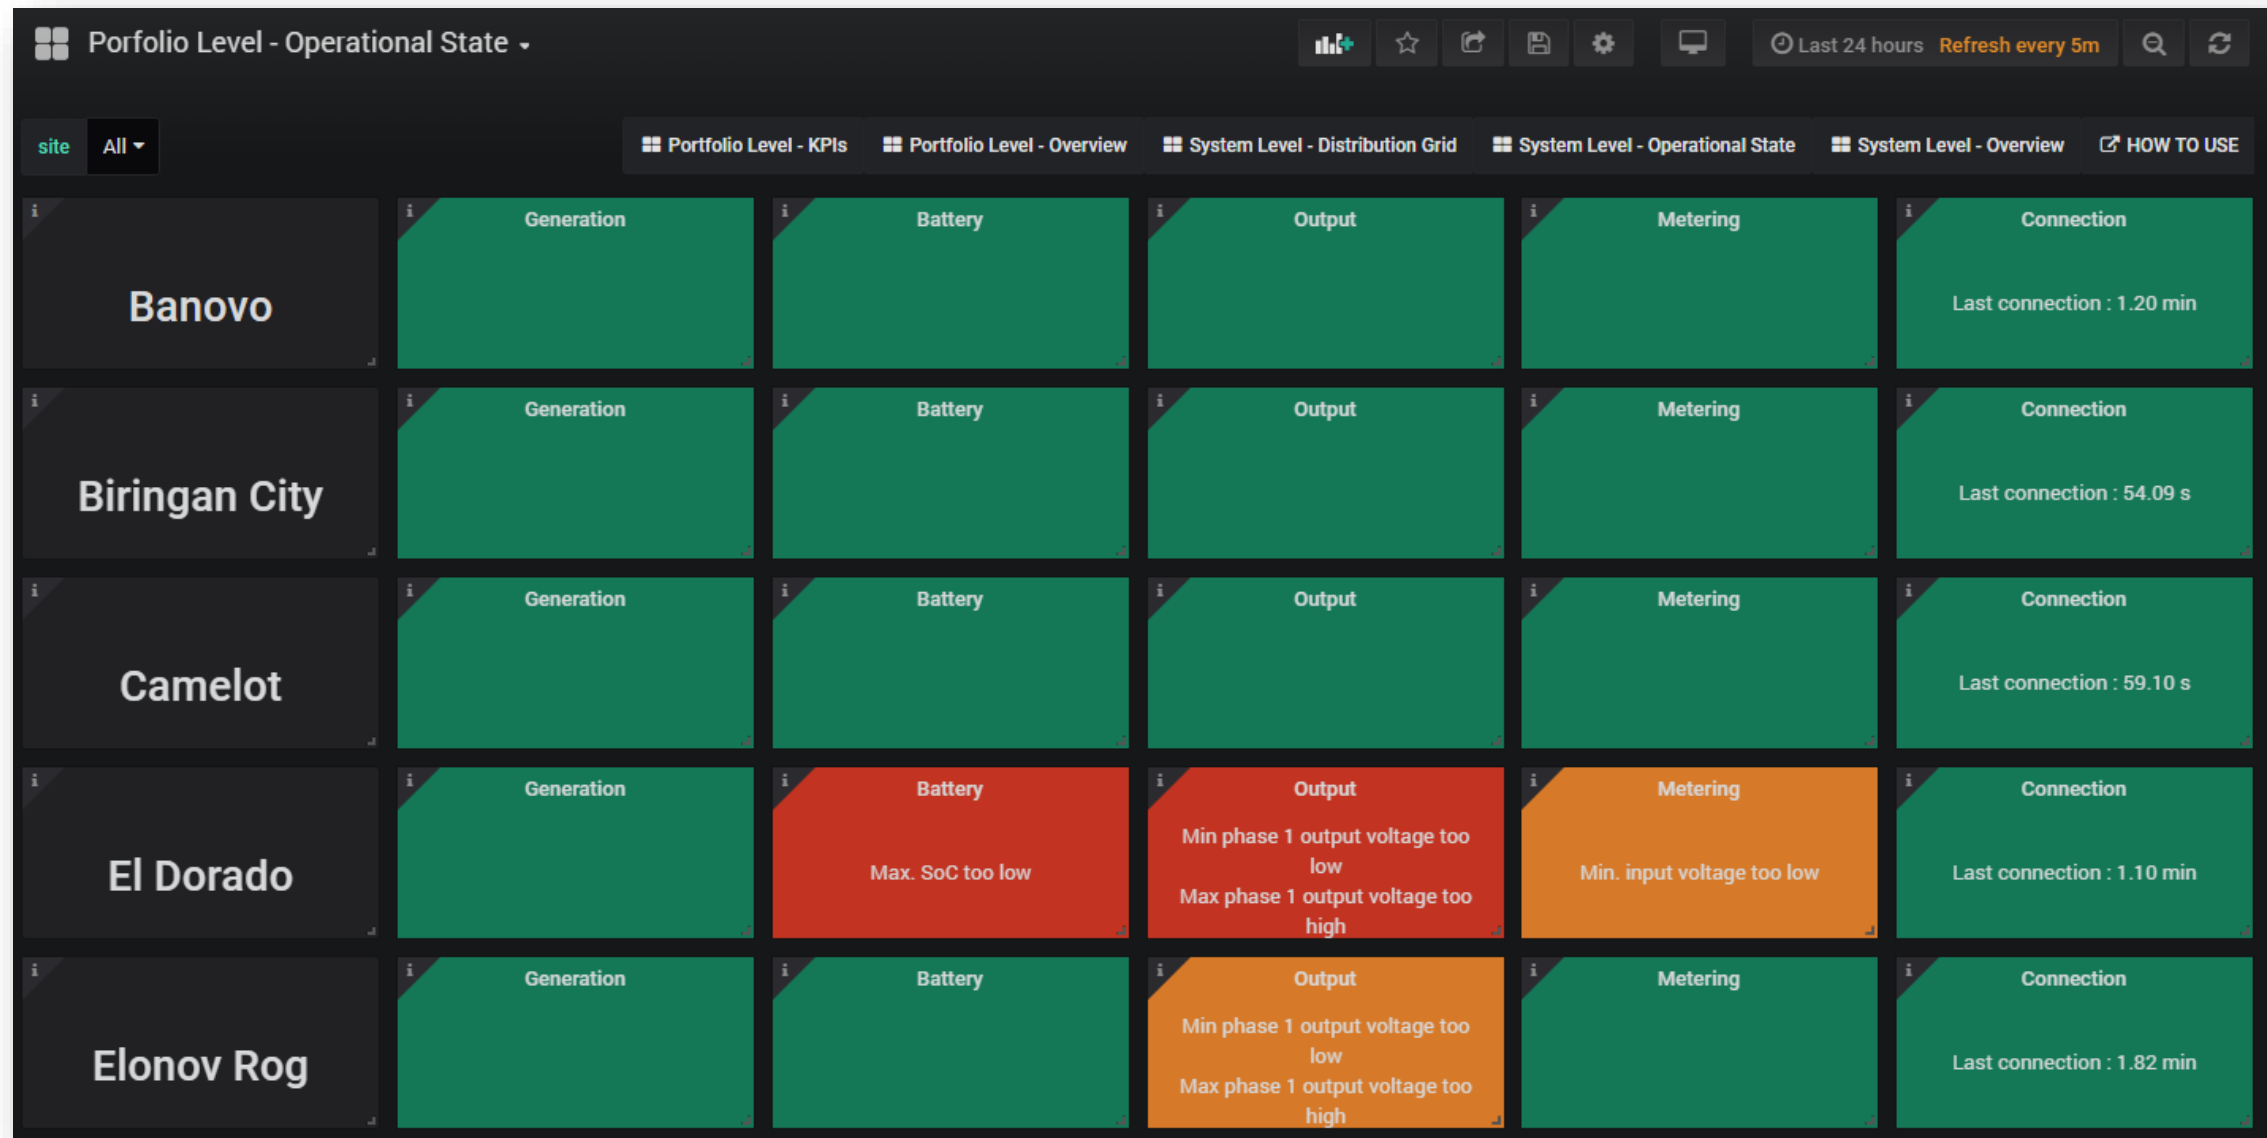 Porfolio Level - Operational State
Last 24 hours Refresh every 5m
site All
Portfolio Level - KPIs
Portfolio Level - Overview
System Level - Distribution Grid
System Level - Operational State
System Level - Overview
HOW TO USE
Banovo
Generation
Battery
Output
Metering
Connection
Last connection : 1.20 min
Biringan City
Generation
Battery
Output
Metering
Connection
Last connection : 54.09 s
Camelot
Generation
Battery
Output
Metering
Connection
Last connection : 59.10 s
El Dorado
Generation
Battery
Max. SoC too low
Output
Min phase 1 output voltage too
low
Max phase 1 output voltage too
high
Metering
Min. input voltage too low
Connection
Last connection : 1.10 min
Elonov Rog
Generation
Battery
Output
Min phase 1 output voltage too
low
Max phase 1 output voltage too
high
Metering
Connection
Last connection : 1.82 min